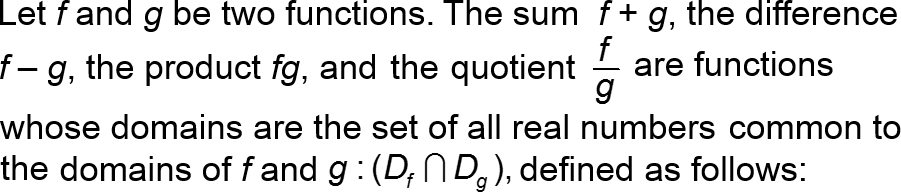 Let f and g be two functions. The sum f + g, the difference
f – g, the product fg, and the quotient f/g are functions
whose domains are the set of all real numbers common to
the domains of f and g : (D_f ⋂ D_g), defined as follows: